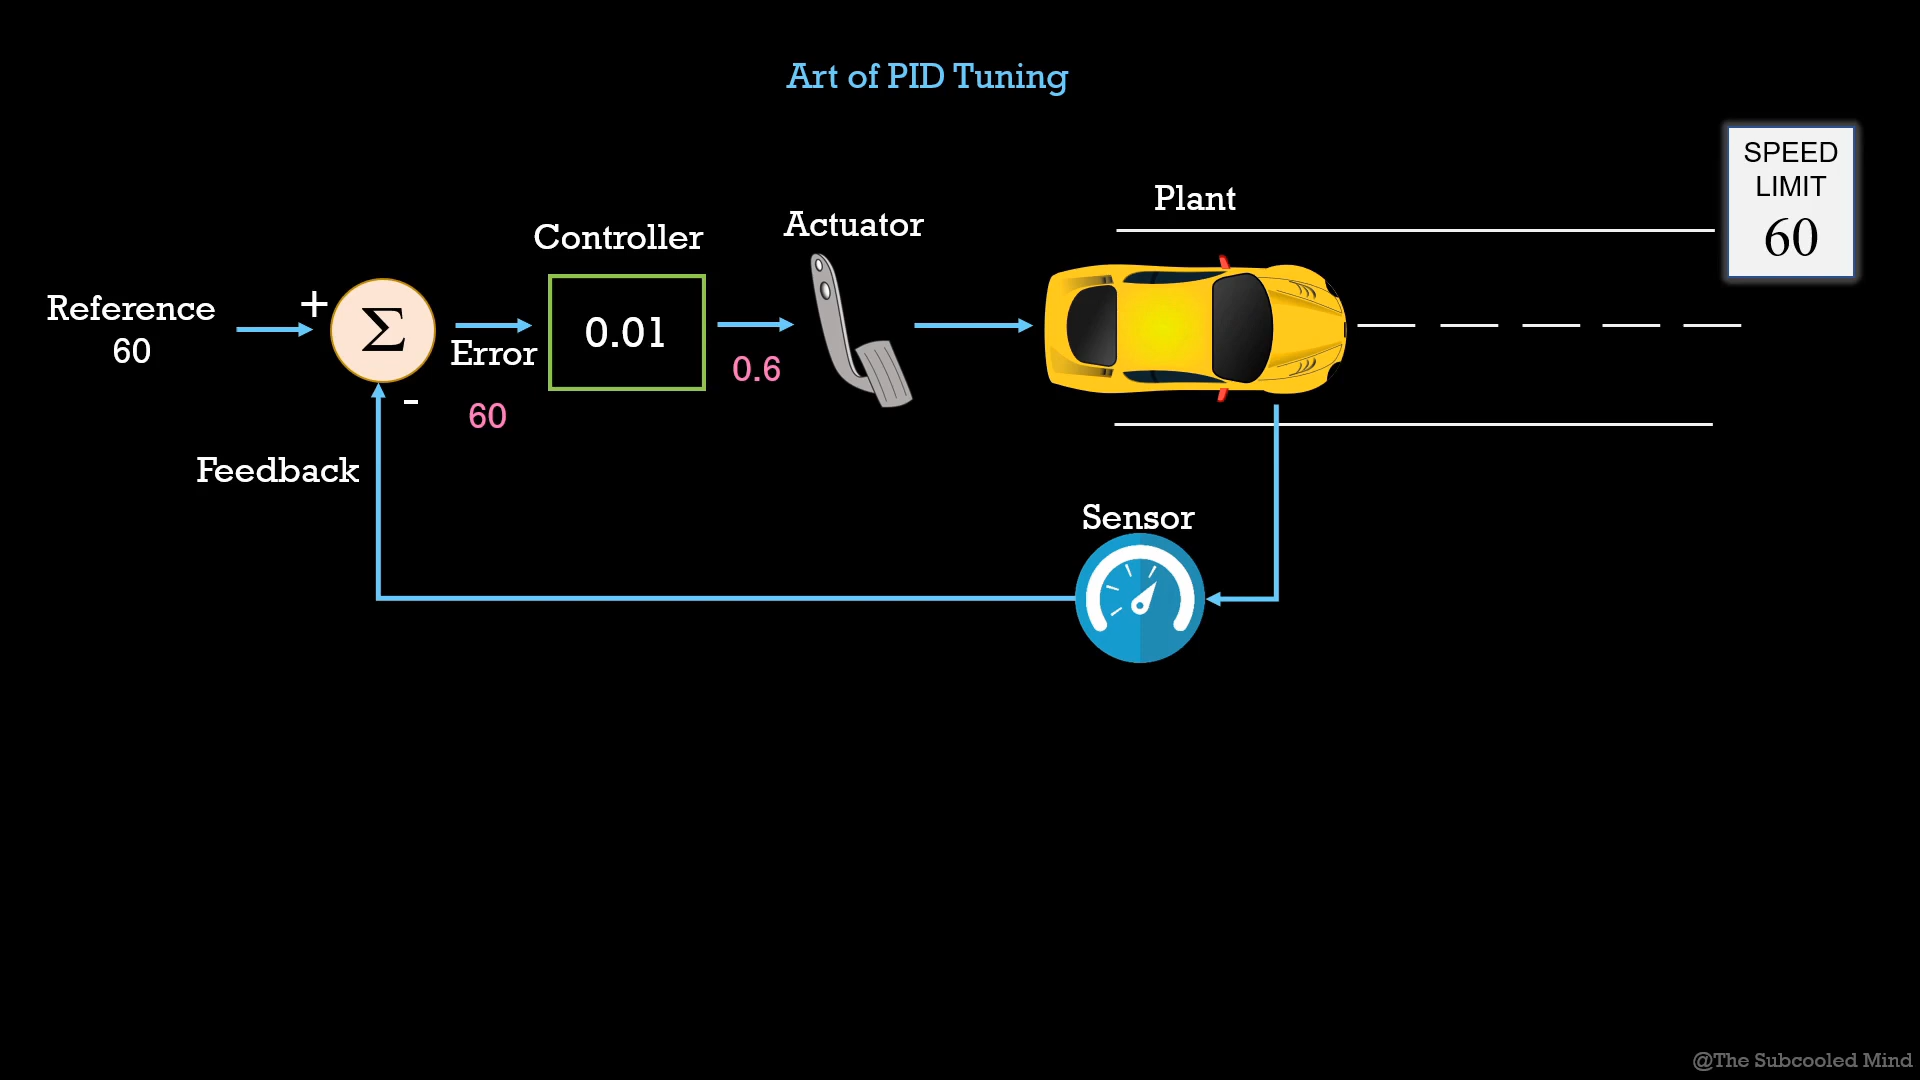 Art of PID Tuning
SPEED
LIMIT
60
Plant
Actuator
Controller
Reference
60
+
Σ
-
Error
60
0.01
0.6
Feedback
Sensor
@The Subcooled Mind